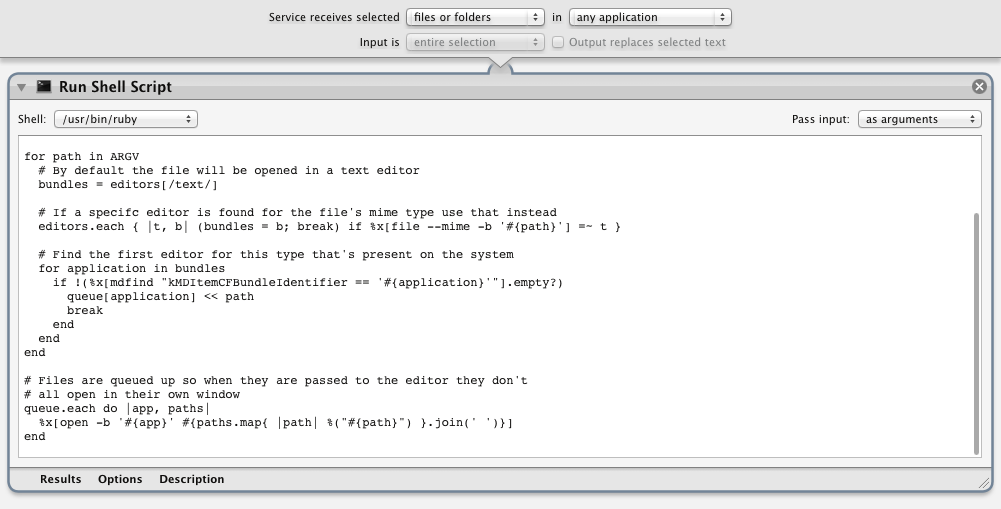 Service receives selected files or folders in any application
Input is entire selection Output replaces selected text
Run Shell Script
Shell: /usr/bin/ruby Pass input: as arguments
for path in ARGV
  # By default the file will be opened in a text editor
  bundles = editors[/text/]
  # If a specifc editor is found for the file's mime type use that instead
  editors.each { |t, b| (bundles = b; break) if %x[file --mime -b '#{path}'] =~ t }
  # Find the first editor for this type that's present on the system
  for application in bundles
    if !(%x[mdfind "kMDItemCFBundleIdentifier == '#{application}'"].empty?)
      queue[application] << path
      break
    end
  end
end
# Files are queued up so when they are passed to the editor they don't
# all open in their own window
queue.each do |app, paths|
  %x[open -b '#{app}' #{paths.map{ |path| %("#{path}") }.join(' ')}]
end
Results Options Description